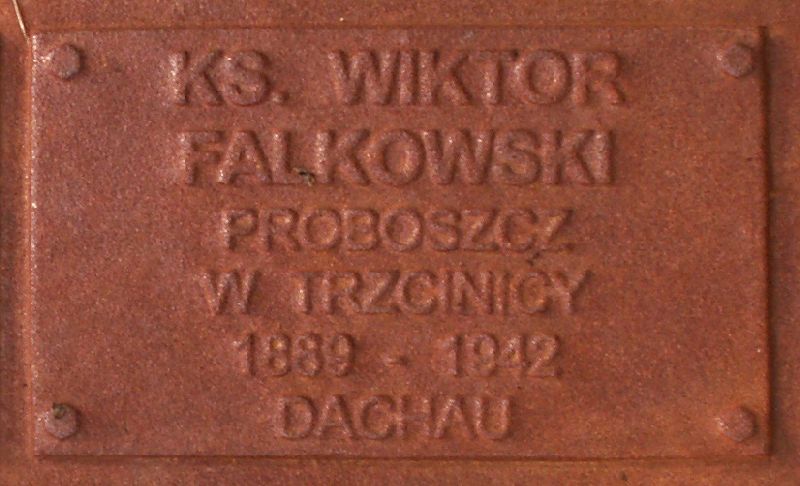 KS. WIKTOR
FALKOWSKI
PROBOSZCZ
W TRZCINICY
1889 - 1942
DACHAU